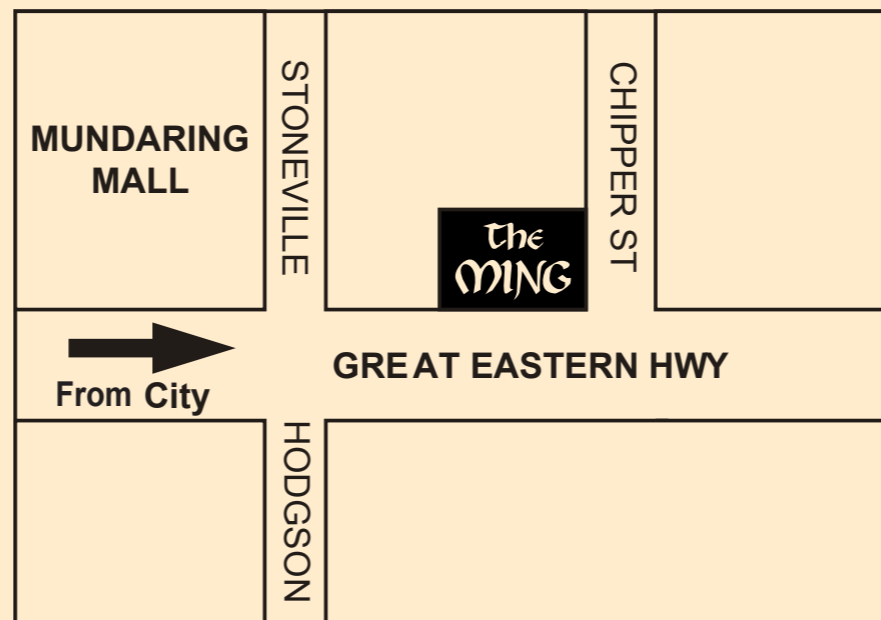 MUNDARING
MALL
STONEVILLE
CHIPPER ST
The
MING
From City
GREAT EASTERN HWY
HODGSON